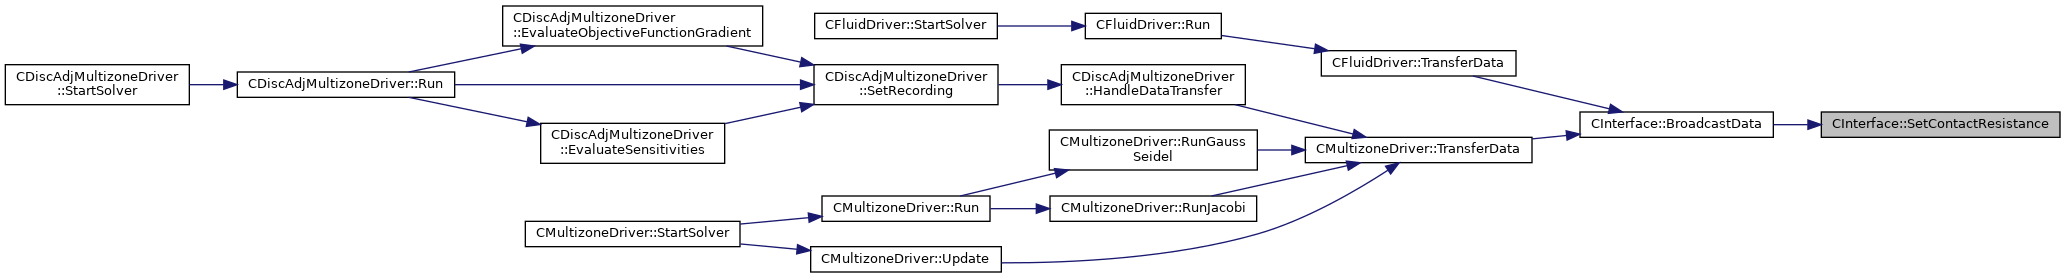 CDiscAdjMultizoneDriver
::StartSolver
CDiscAdjMultizoneDriver::Run
CDiscAdjMultizoneDriver
::EvaluateObjectiveFunctionGradient
CDiscAdjMultizoneDriver
::EvaluateSensitivities
CFluidDriver::StartSolver
CDiscAdjMultizoneDriver
::SetRecording
CFluidDriver::Run
CDiscAdjMultizoneDriver
::HandleDataTransfer
CFluidDriver::TransferData
CMultizoneDriver::RunGauss
Seidel
CMultizoneDriver::TransferData
CInterface::BroadcastData
CInterface::SetContactResistance
CMultizoneDriver::Run
CMultizoneDriver::RunJacobi
CMultizoneDriver::StartSolver
CMultizoneDriver::Update